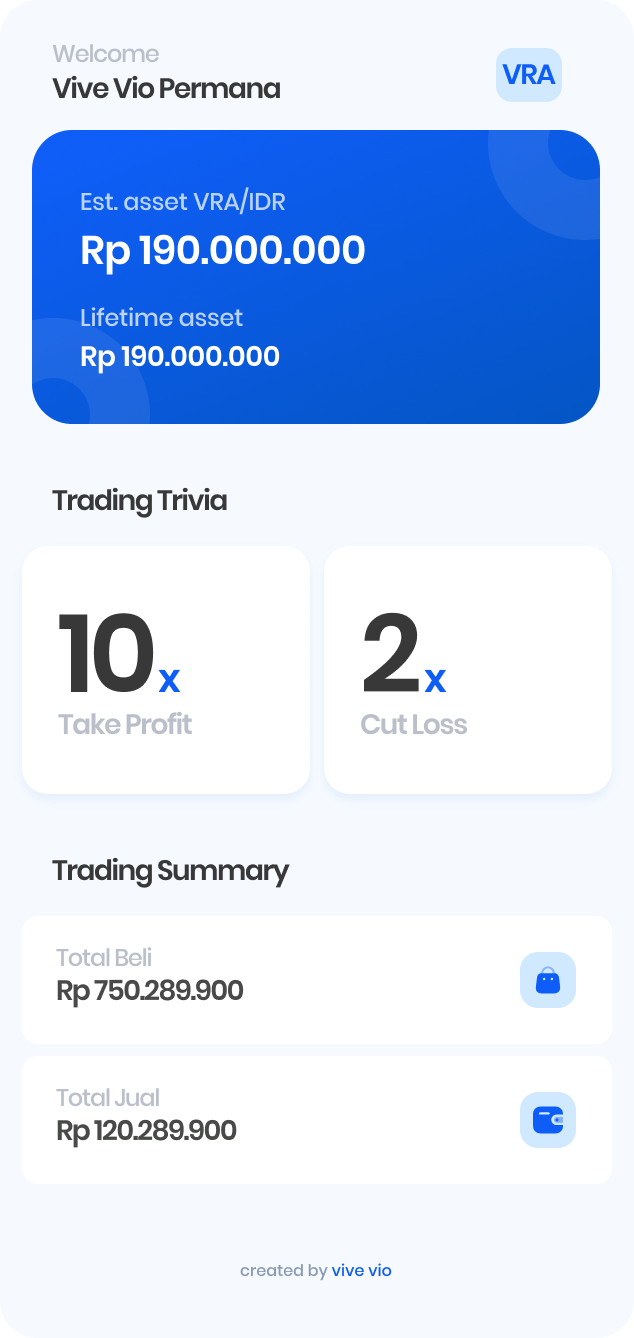 Welcome
Vive Vio Permana
VRA
Est. asset VRA/IDR
Rp 190.000.000
Lifetime asset
Rp 190.000.000
Trading Trivia
10x
Take Profit
2x
Cut Loss
Trading Summary
Total Beli
Rp 750.289.900
Total Jual
Rp 120.289.900
created by vive vio